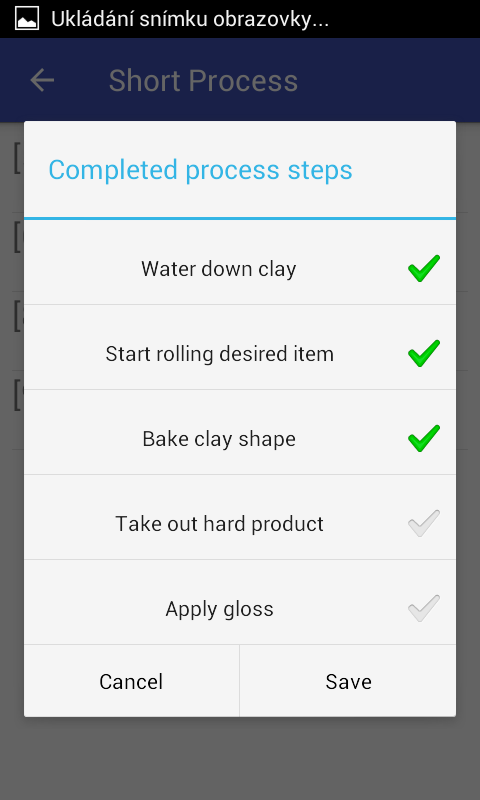 Ukládání snímku obrazovky...
Short Process
Completed process steps
Water down clay
Start rolling desired item
Bake clay shape
Take out hard product
Apply gloss
Cancel
Save